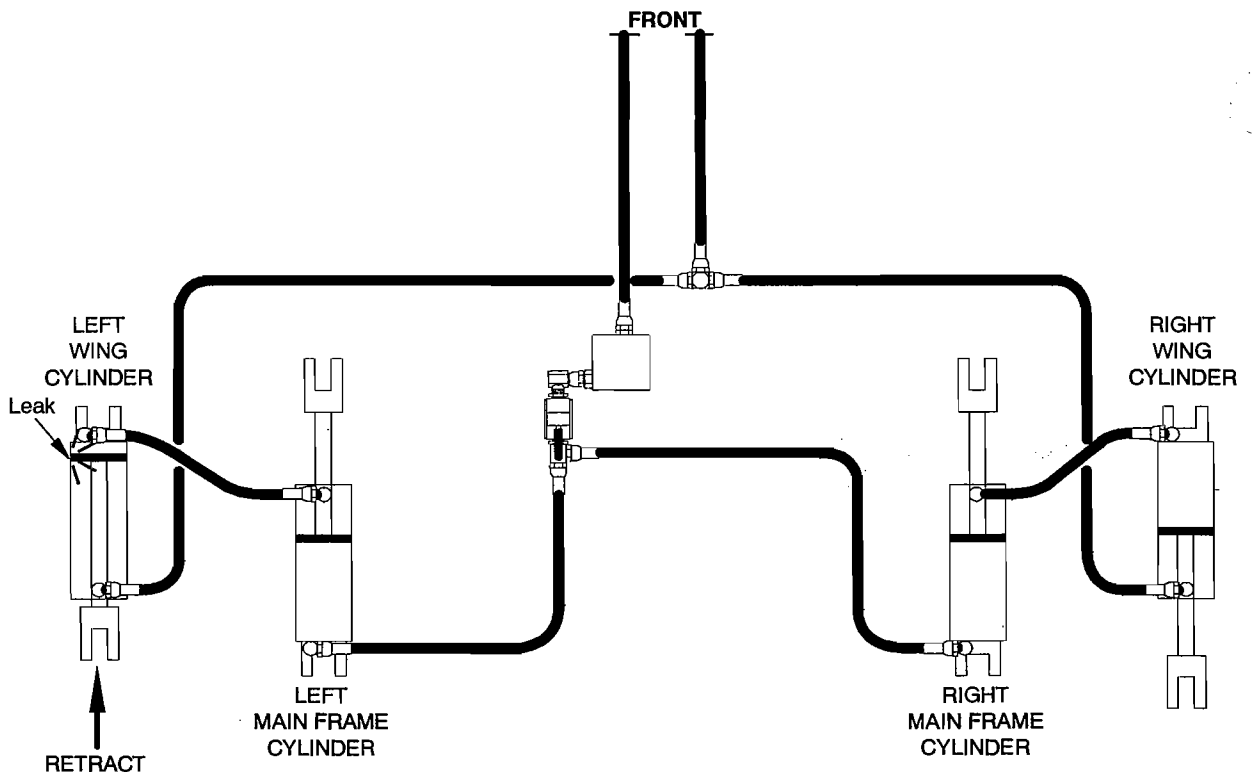 FRONT
LEFT
WING
CYLINDER
Leak
RIGHT
WING
CYLINDER
LEFT
MAIN FRAME
CYLINDER
RIGHT
MAIN FRAME
CYLINDER
RETRACT